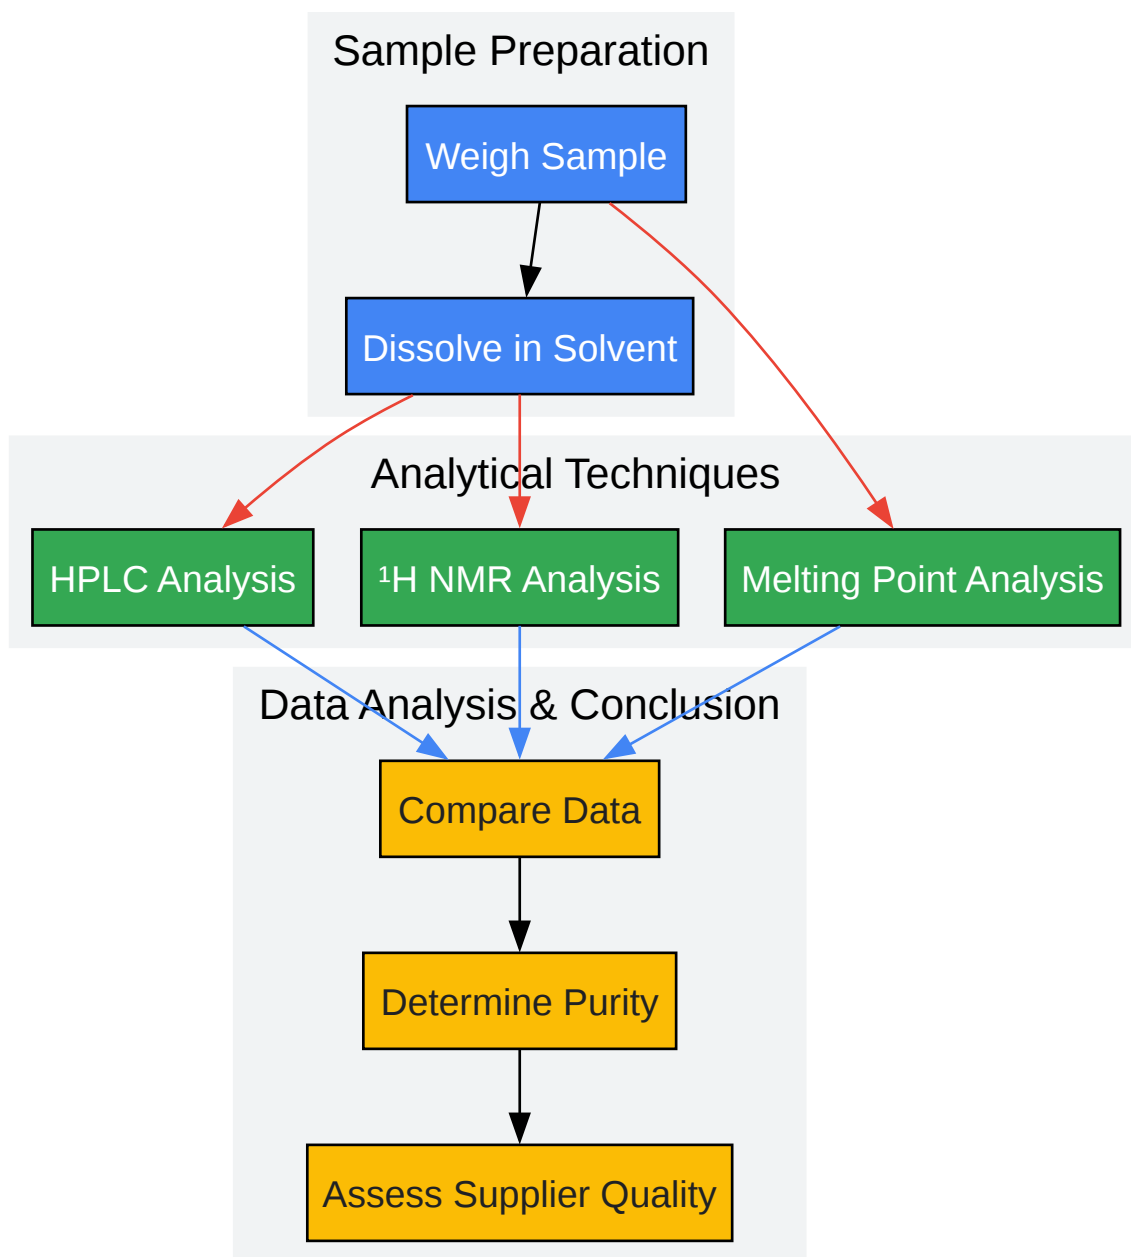 Sample Preparation
Weigh Sample
Dissolve in Solvent
Analytical Techniques
HPLC Analysis
¹H NMR Analysis
Melting Point Analysis
Data Analysis & Conclusion
Compare Data
Determine Purity
Assess Supplier Quality